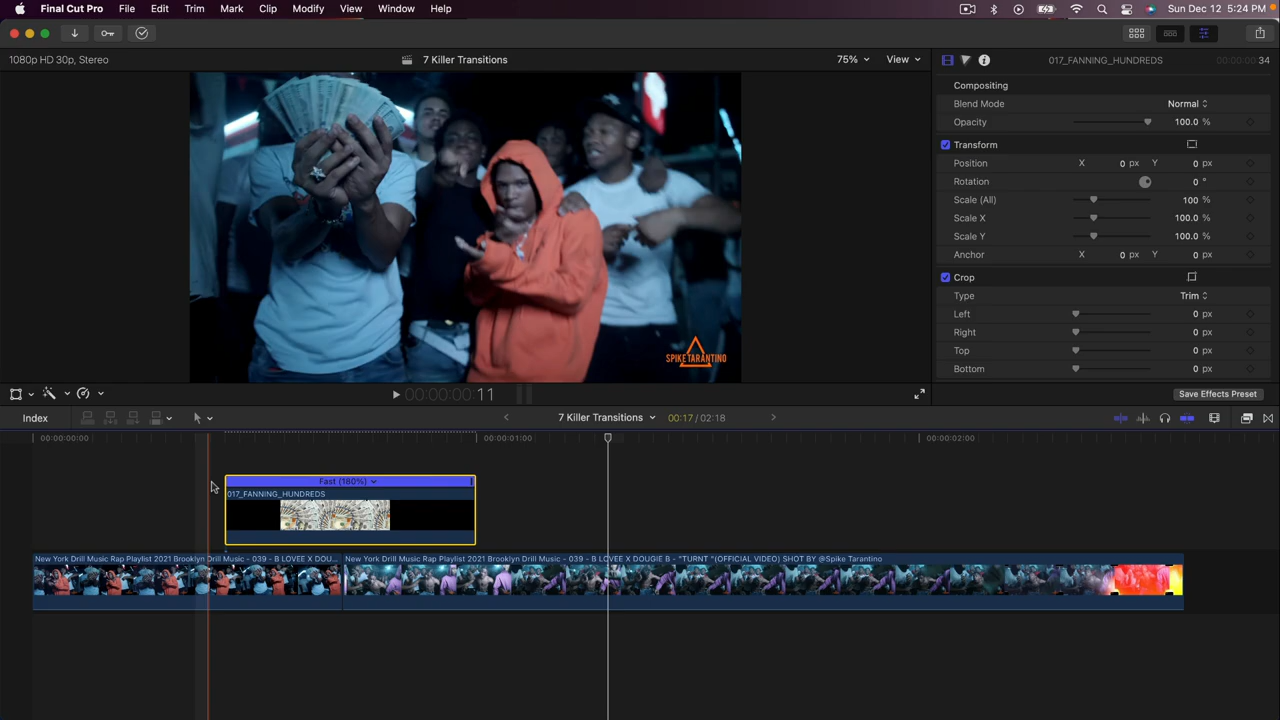 Final Cut Pro File Edit Trim Mark Clip Modify View Window Help Sun Dec 12 5:24 PM
1080p HD 30p, Stereo 7 Killer Transitions 75% View 017_FANNING_HUNDREDS 00:00:00:00 34
Compositing
Blend Mode Normal
Opacity 100.0 %
Transform
Position X 0 px Y 0 px
Rotation 0 °
Scale (All) 100 %
Scale X 100.0 %
Scale Y 100.0 %
Anchor X 0 px Y 0 px
Crop
Type Trim
Left 0 px
Right 0 px
Top 0 px
Bottom 0 px
SPIKE TARANTINO
00:00:00:11 Save Effects Preset
Index 7 Killer Transitions 00:17 / 02:18
00:00:00:00 00:00:01:00 00:00:02:00
Fast (180%)
017_FANNING_HUNDREDS
New York Drill Music Rap Playlist 2021 Brooklyn Drill Music - 039 - B LOVEE X DOU... New York Drill Music Rap Playlist 2021 Brooklyn Drill Music - 039 - B LOVEE X DOUGIE B - "TURNT "(OFFICIAL VIDEO) SHOT BY @Spike Tarantino